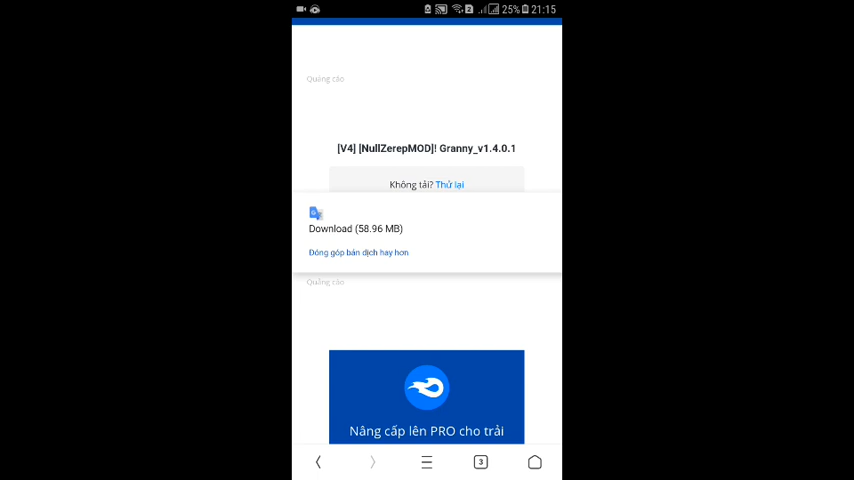 25% 21:15
Quảng cáo
[V4] [NullZerepMOD]! Granny_v1.4.0.1
Không tải? Thử lại
Download (58.96 MB)
Đóng góp bản dịch hay hơn
Quảng cáo
Nâng cấp lên PRO cho trải
3